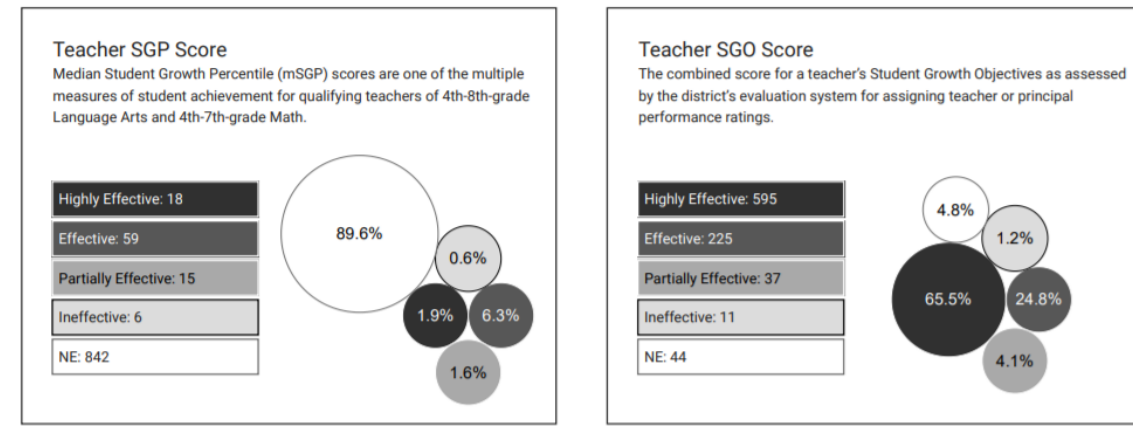 Teacher SGP Score
Median Student Growth Percentile (mSGP) scores are one of the multiple
measures of student achievement for qualifying teachers of 4th-8th-grade
Language Arts and 4th-7th-grade Math.
Highly Effective: 18
Effective: 59
Partially Effective: 15
Ineffective: 6
NE: 842
89.6%
0.6%
1.9%
6.3%
1.6%
Teacher SGO Score
The combined score for a teacher's Student Growth Objectives as assessed
by the district's evaluation system for assigning teacher or principal
performance ratings.
Highly Effective: 595
Effective: 225
Partially Effective: 37
Ineffective: 11
NE: 44
4.8%
1.2%
65.5%
24.8%
4.1%